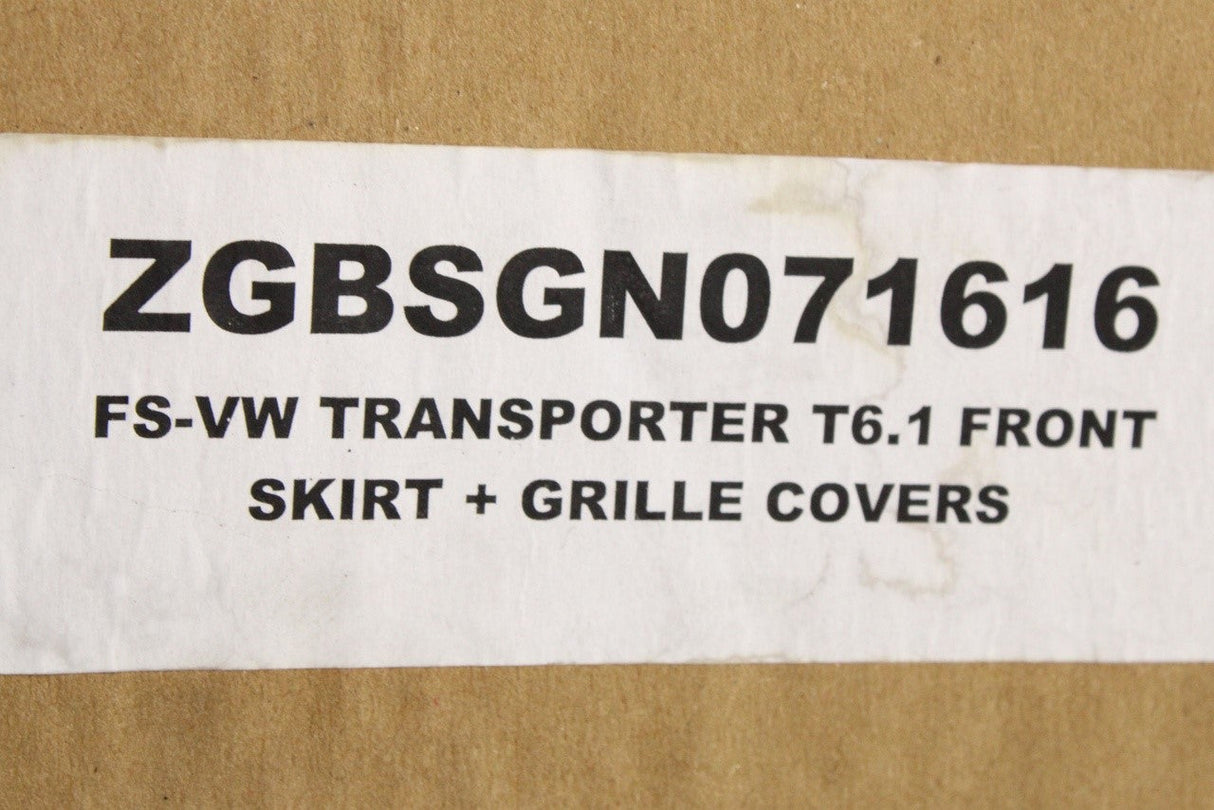 ZGBSGN071616
FS-VW TRANSPORTER T6.1 FRONT
SKIRT + GRILLE COVERS